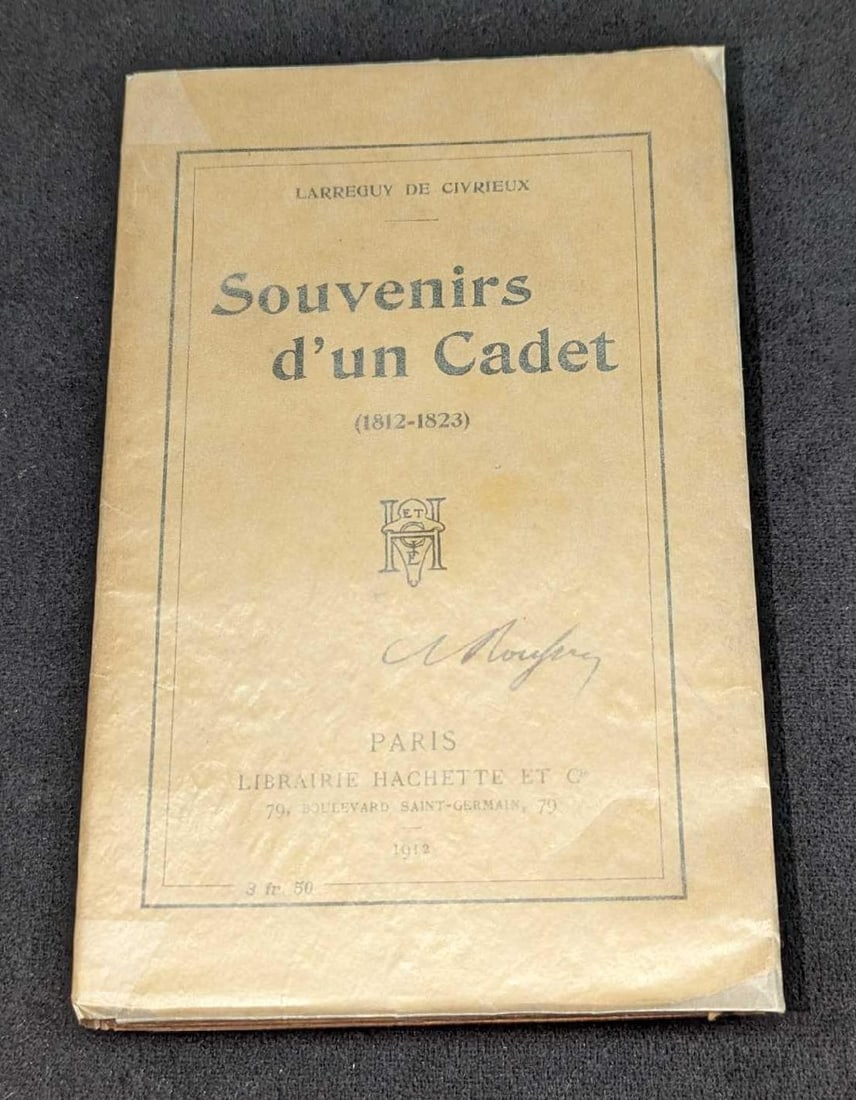 LARREGUY DE CIVRIEUX
Souvenirs
d'un Cadet
(1812-1823)
H ET C IE
PARIS
LIBRAIRIE HACHETTE ET Cie
79, BOULEVARD SAINT-GERMAIN, 79
1912
3 fr. 50